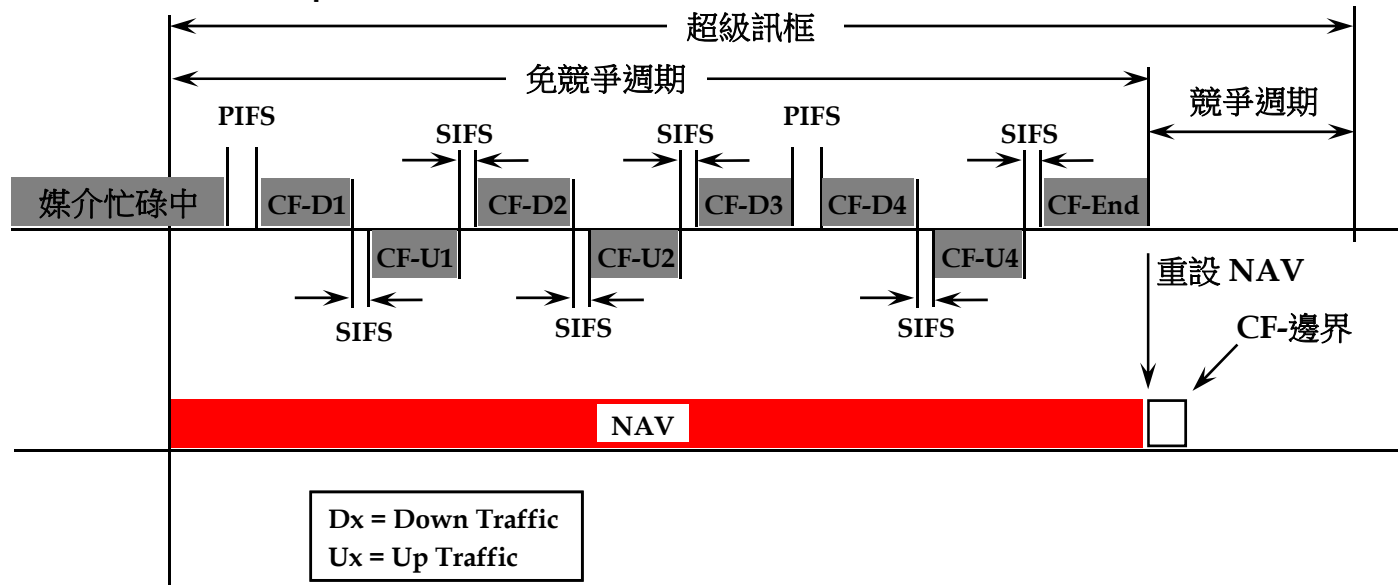 超級訊框
免競爭週期
競爭週期
PIFS
SIFS
SIFS
PIFS
SIFS
媒介忙碌中
CF-D1
CF-D2
CF-D3
CF-D4
CF-End
CF-U1
CF-U2
CF-U4
SIFS
SIFS
SIFS
重設 NAV
CF-邊界
NAV
Dx = Down Traffic
Ux = Up Traffic